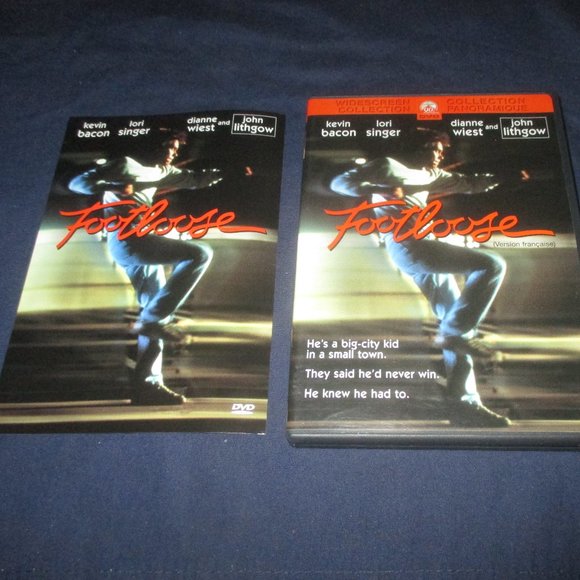 kevin bacon
lori singer
dianne wiest
and
john lithgow
Footloose
DVD
WIDESCREEN COLLECTION
COLLECTION PANORAMIQUE
kevin bacon
lori singer
dianne wiest
and
john lithgow
Footloose
(Version française)
He's a big-city kid
in a small town.
They said he'd never win.
He knew he had to.